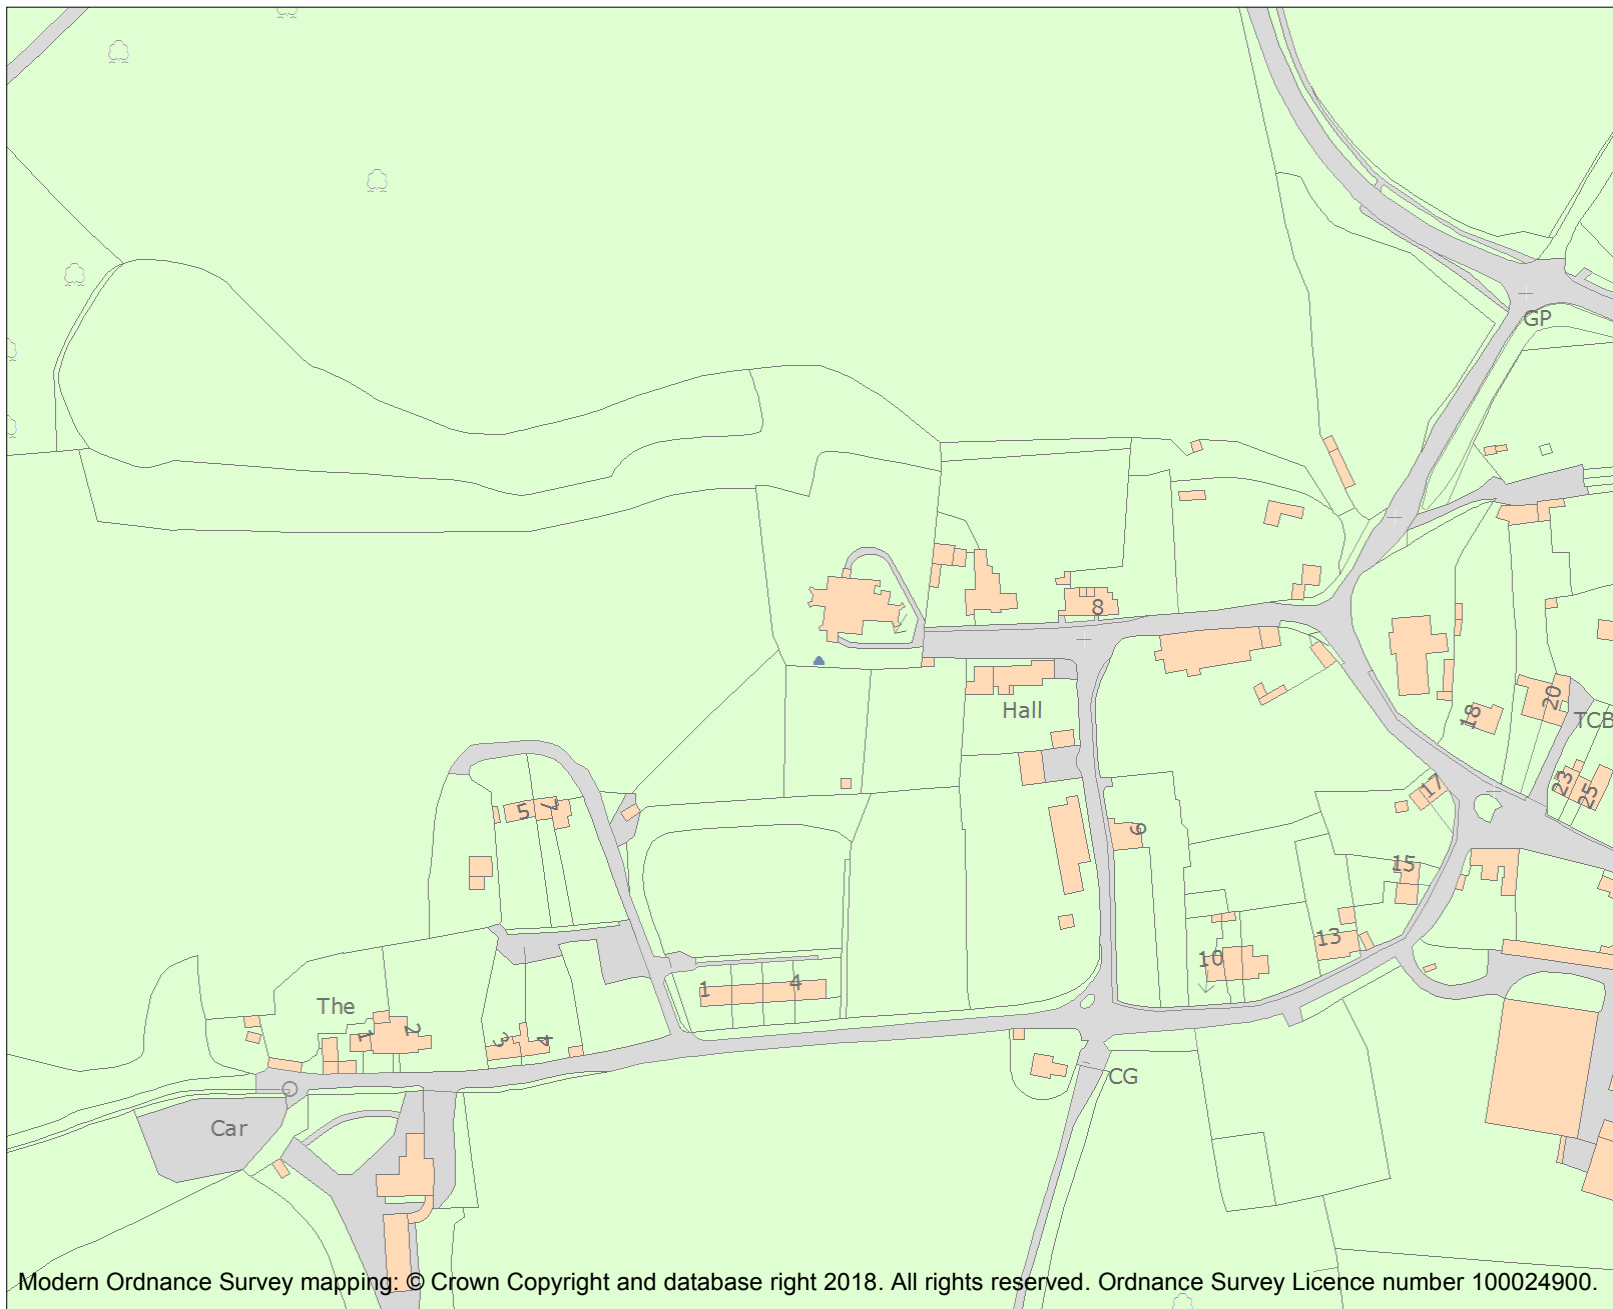 GP
8
Hall
20
18
TCB
23
25
17
5
7
9
15
13
10
1
4
The
1
2
3
4
CG
Car
Modern Ordnance Survey mapping: © Crown Copyright and database right 2018. All rights reserved. Ordnance Survey Licence number 100024900.